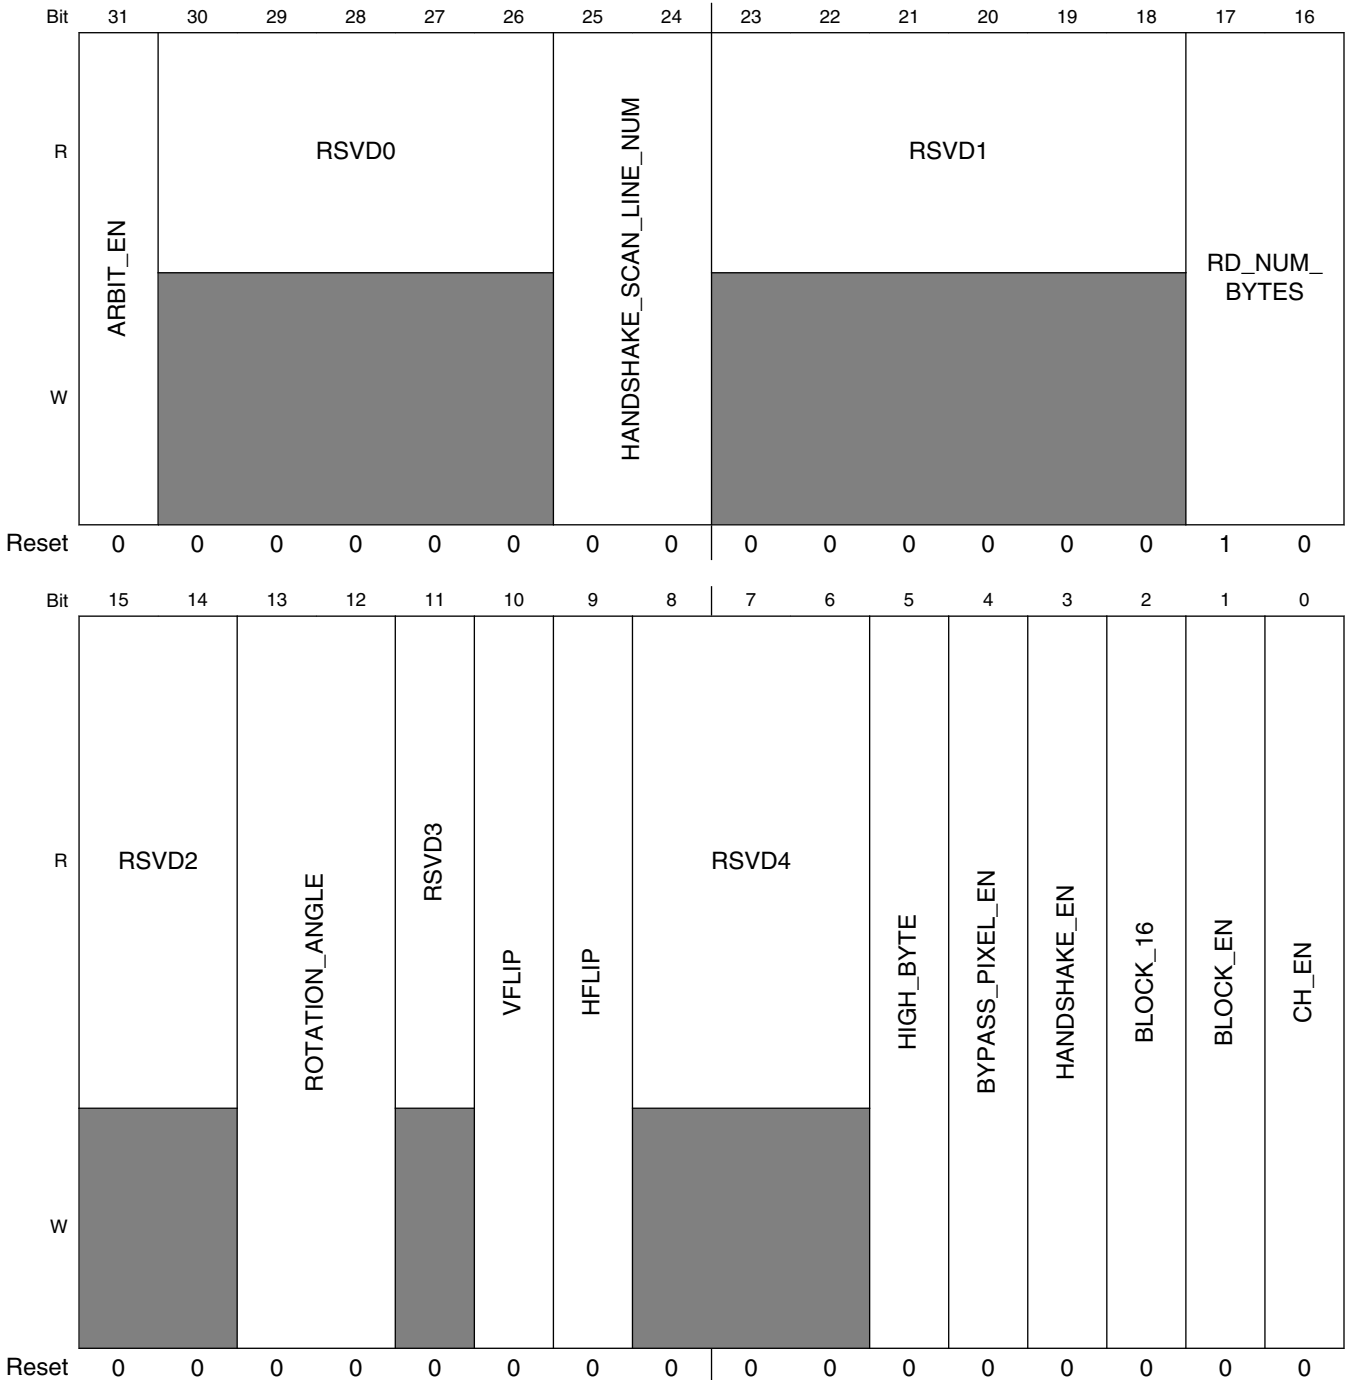 Bit 31 30 29 28 27 26 25 24 23 22 21 20 19 18 17 16
R
W
ARBIT_EN
RSVD0
HANDSHAKE_SCAN_LINE_NUM
RSVD1
RD_NUM_
BYTES
Reset 0 0 0 0 0 0 0 0 0 0 0 0 0 0 1 0
Bit 15 14 13 12 11 10 9 8 7 6 5 4 3 2 1 0
R
W
RSVD2
ROTATION_ANGLE
RSVD3
VFLIP
HFLIP
RSVD4
HIGH_BYTE
BYPASS_PIXEL_EN
HANDSHAKE_EN
BLOCK_16
BLOCK_EN
CH_EN
Reset 0 0 0 0 0 0 0 0 0 0 0 0 0 0 0 0